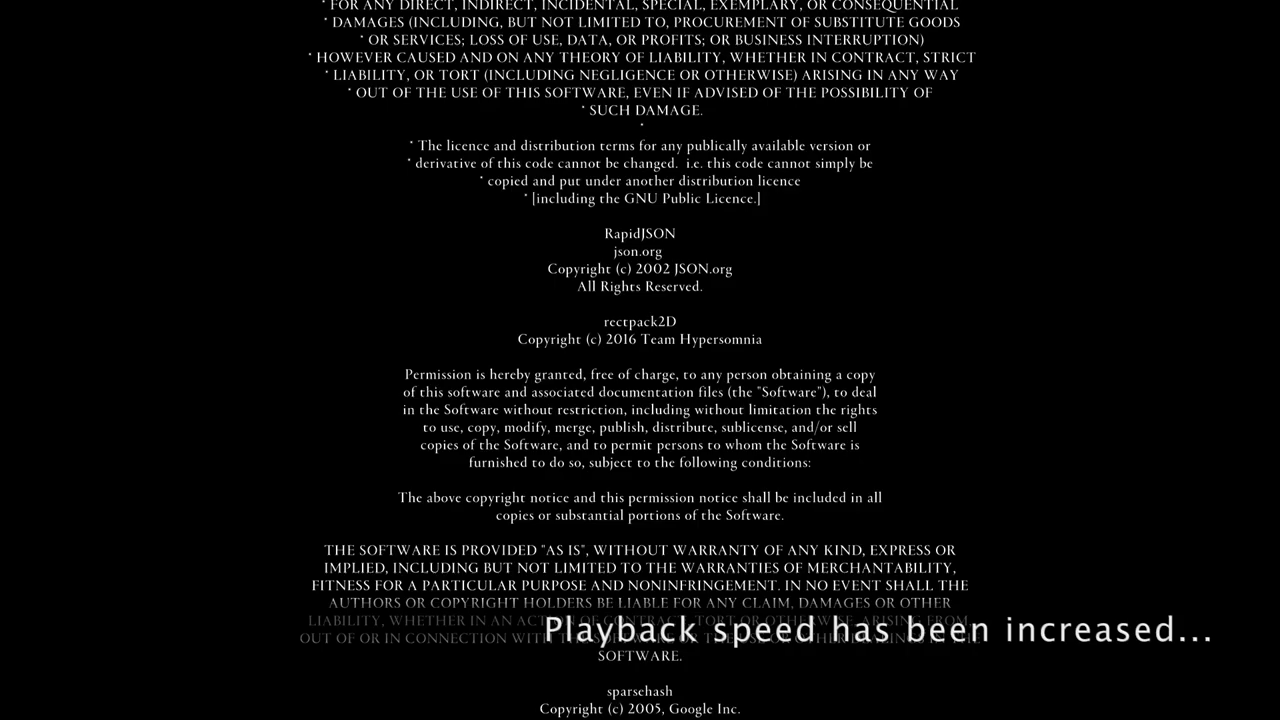 * FOR ANY DIRECT, INDIRECT, INCIDENTAL, SPECIAL, EXEMPLARY, OR CONSEQUENTIAL
* DAMAGES (INCLUDING, BUT NOT LIMITED TO, PROCUREMENT OF SUBSTITUTE GOODS
* OR SERVICES; LOSS OF USE, DATA, OR PROFITS; OR BUSINESS INTERRUPTION)
* HOWEVER CAUSED AND ON ANY THEORY OF LIABILITY, WHETHER IN CONTRACT, STRICT
* LIABILITY, OR TORT (INCLUDING NEGLIGENCE OR OTHERWISE) ARISING IN ANY WAY
* OUT OF THE USE OF THIS SOFTWARE, EVEN IF ADVISED OF THE POSSIBILITY OF
* SUCH DAMAGE.
*
* The licence and distribution terms for any publically available version or
* derivative of this code cannot be changed.  i.e. this code cannot simply be
* copied and put under another distribution licence
* [including the GNU Public Licence.]
RapidJSON
json.org
Copyright (c) 2002 JSON.org
All Rights Reserved.
rectpack2D
Copyright (c) 2016 Team Hypersomnia
Permission is hereby granted, free of charge, to any person obtaining a copy
of this software and associated documentation files (the "Software"), to deal
in the Software without restriction, including without limitation the rights
to use, copy, modify, merge, publish, distribute, sublicense, and/or sell
copies of the Software, and to permit persons to whom the Software is
furnished to do so, subject to the following conditions:
The above copyright notice and this permission notice shall be included in all
copies or substantial portions of the Software.
THE SOFTWARE IS PROVIDED "AS IS", WITHOUT WARRANTY OF ANY KIND, EXPRESS OR
IMPLIED, INCLUDING BUT NOT LIMITED TO THE WARRANTIES OF MERCHANTABILITY,
FITNESS FOR A PARTICULAR PURPOSE AND NONINFRINGEMENT. IN NO EVENT SHALL THE
AUTHORS OR COPYRIGHT HOLDERS BE LIABLE FOR ANY CLAIM, DAMAGES OR OTHER
LIABILITY, WHETHER IN AN ACTION OF CONTRACT, TORT OR OTHERWISE, ARISING FROM,
OUT OF OR IN CONNECTION WITH
Playback speed has been increased...
SOFTWARE.
sparsehash
Copyright (c) 2005, Google Inc.